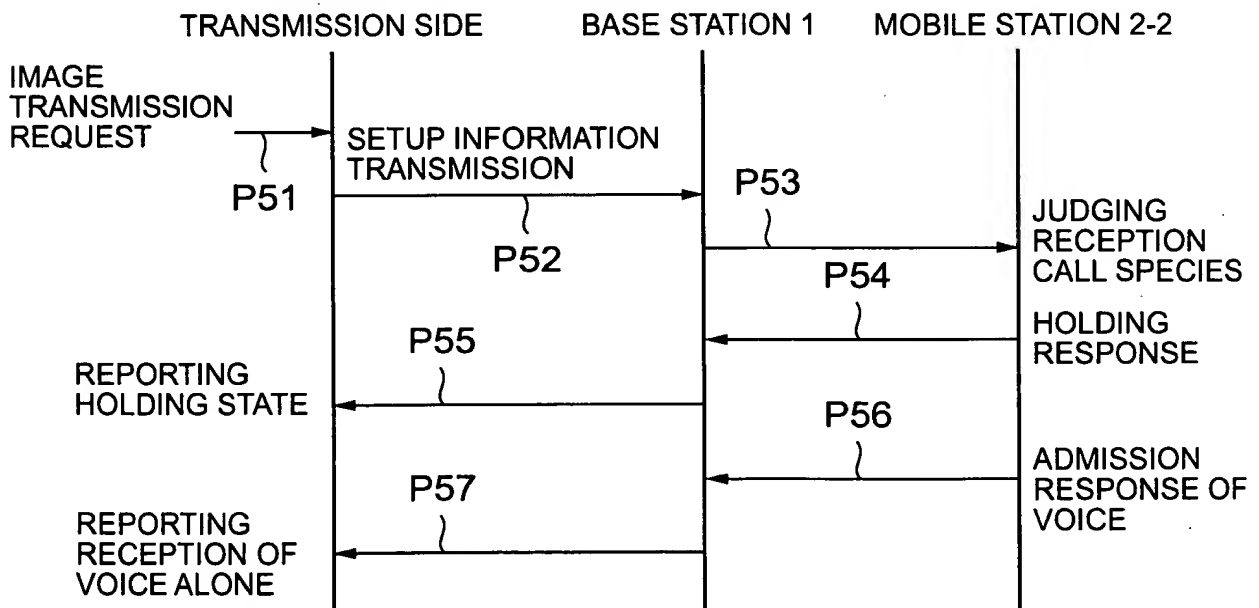 TRANSMISSION SIDE
BASE STATION 1
MOBILE STATION 2-2
IMAGE
TRANSMISSION
REQUEST
P51
SETUP INFORMATION
TRANSMISSION
P52
P53
JUDGING
RECEPTION
CALL SPECIES
P54
HOLDING
RESPONSE
P55
REPORTING
HOLDING STATE
P56
ADMISSION
RESPONSE OF
VOICE
P57
REPORTING
RECEPTION OF
VOICE ALONE